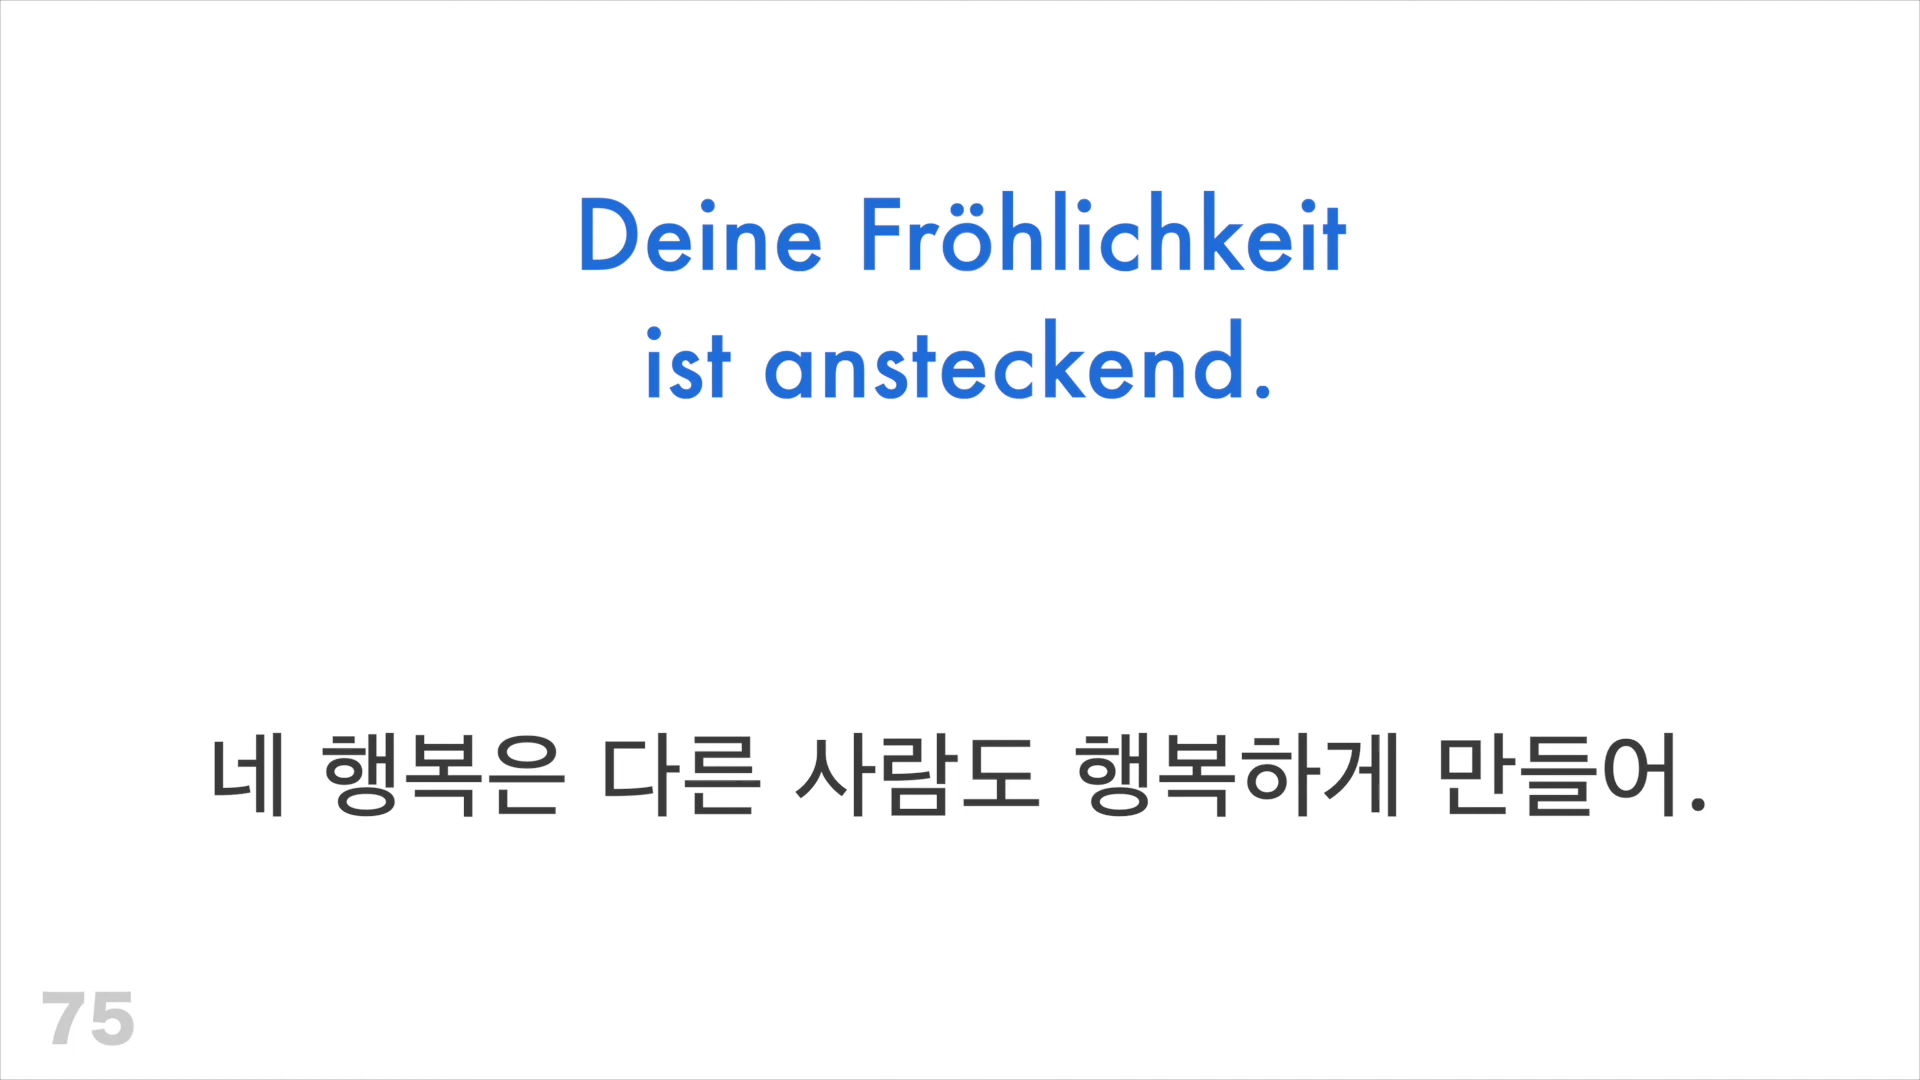 Deine Fröhlichkeit
ist ansteckend.
네 행복은 다른 사람도 행복하게 만들어.
75